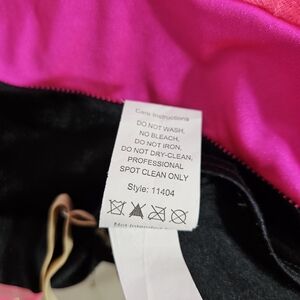 Care Instructions
DO NOT WASH,
NO BLEACH,
DO NOT IRON,
DO NOT DRY-CLEAN,
PROFESSIONAL
SPOT CLEAN ONLY
Style: 11404